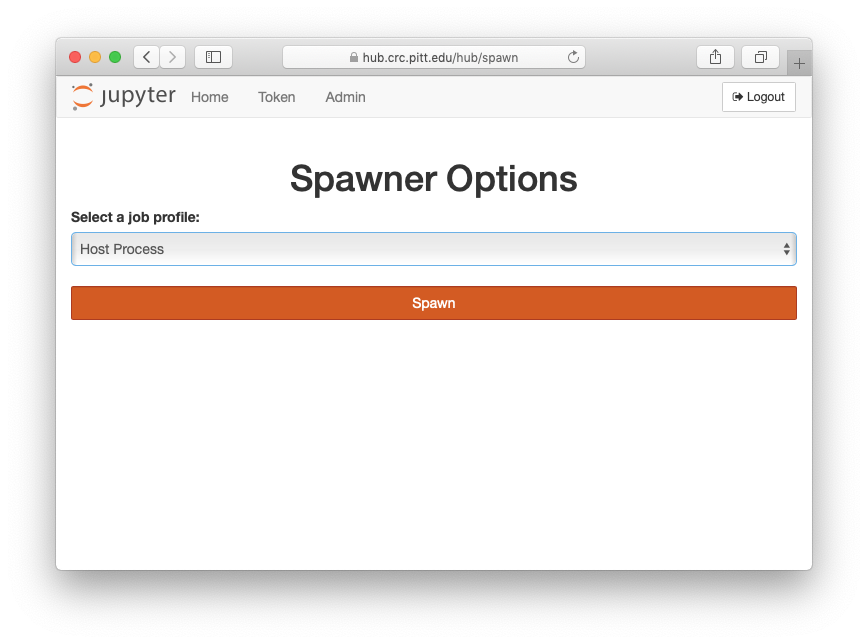 hub.crc.pitt.edu/hub/spawn
jupyter Home Token Admin Logout
Spawner Options
Select a job profile:
Host Process
Spawn